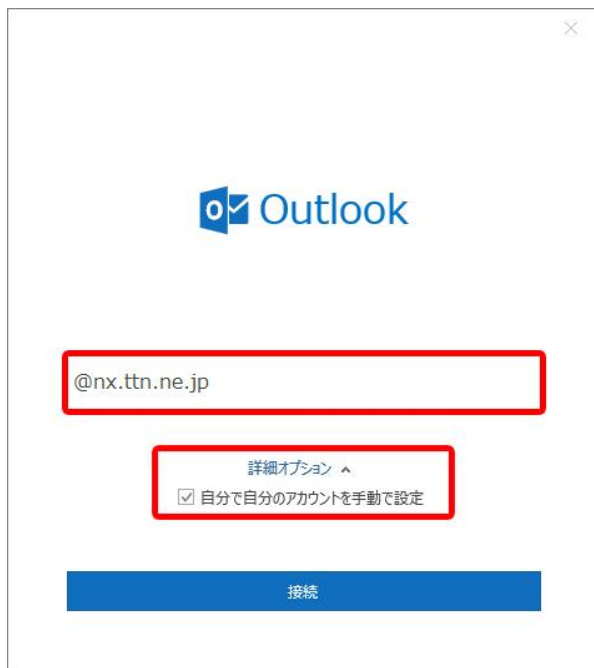 Outlook
@nx.ttn.ne.jp
詳細オプション
自分で自分のアカウントを手動で設定
接続